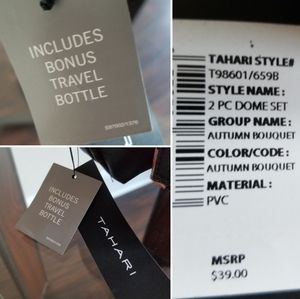 INCLUDES
BONUS
TRAVEL
BOTTLE
TAHARI STYLE#
T98601/659B
STYLE NAME :
2 PC DOME SET
GROUP NAME :
AUTUMN BOUQUET
COLOR/CODE :
AUTUMN BOUQUET
MATERIAL :
PVC
MSRP
$39.00
INCLUDES
BONUS
TRAVEL
BOTTLE
TAHARI